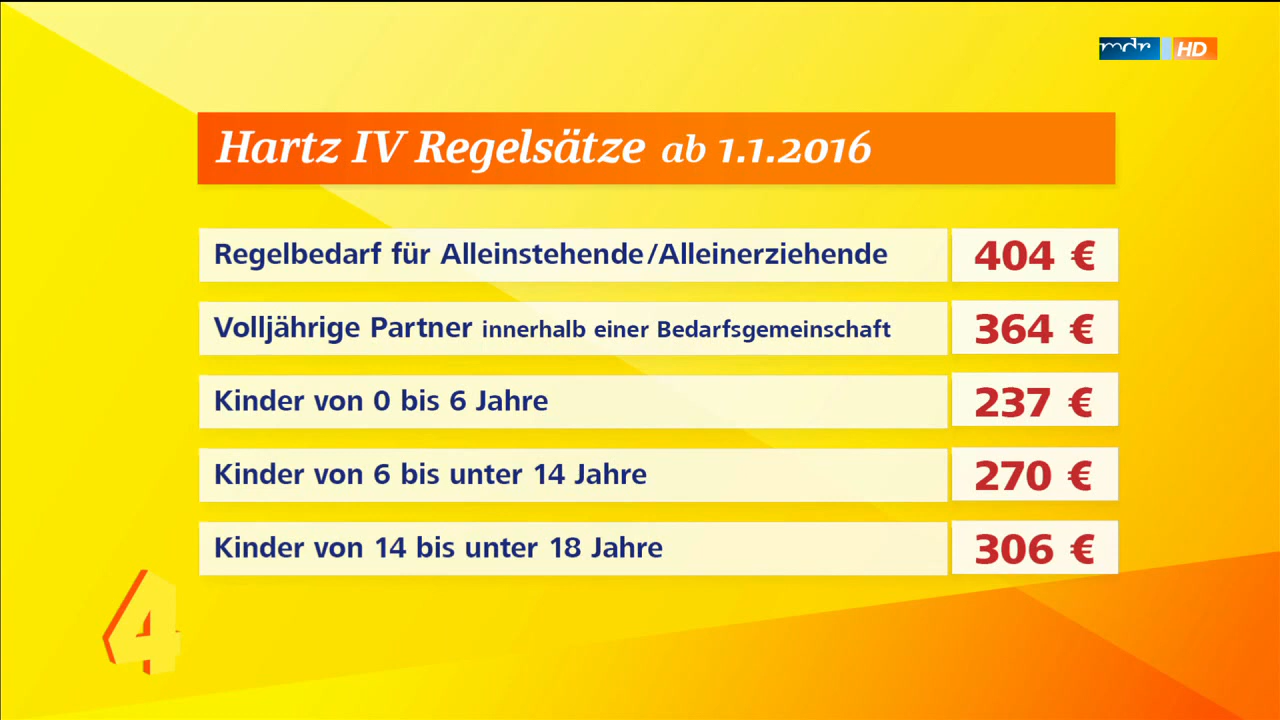 mdr HD
Hartz IV Regelsätze ab 1.1.2016
Regelbedarf für Alleinstehende/Alleinerziehende 404 €
Volljährige Partner innerhalb einer Bedarfsgemeinschaft 364 €
Kinder von 0 bis 6 Jahre 237 €
Kinder von 6 bis unter 14 Jahre 270 €
Kinder von 14 bis unter 18 Jahre 306 €
4